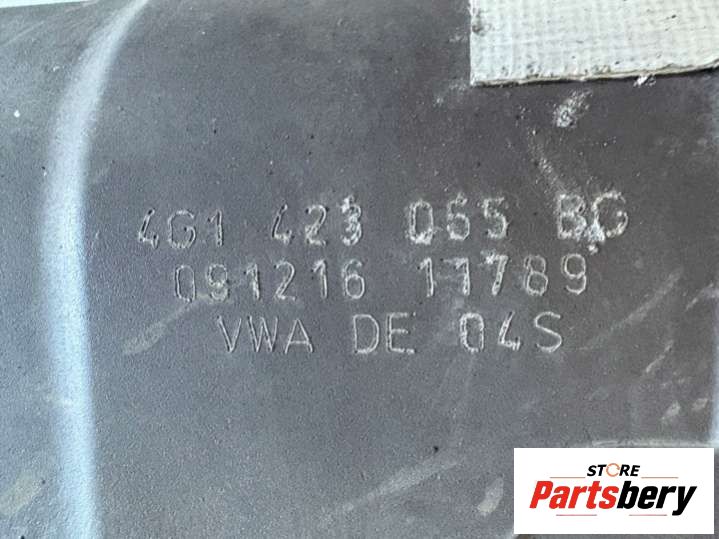 4G1 423 055 BG
091216 11789
VWA DE 04S
STORE
Partsbery